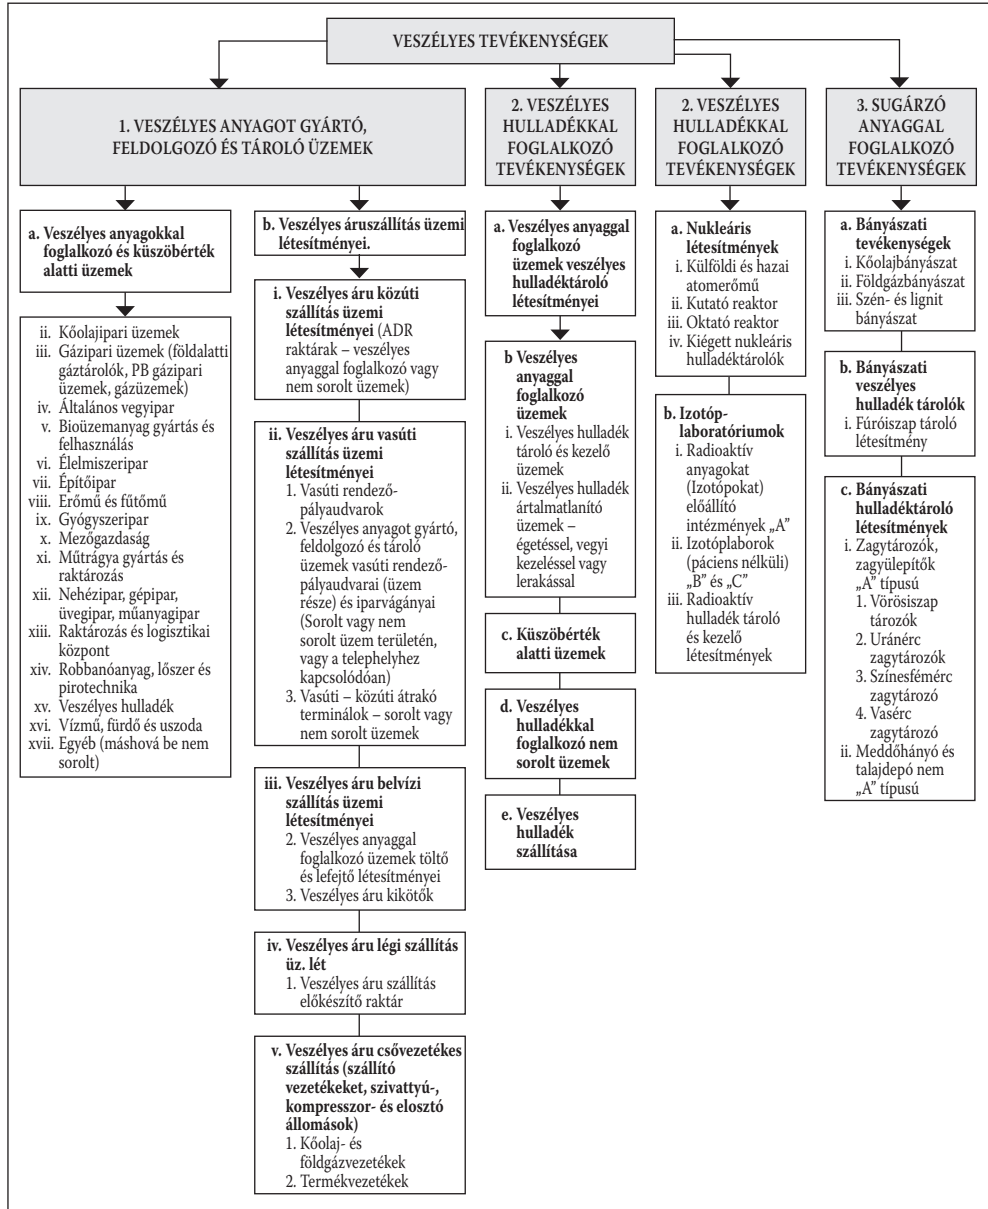 VESZÉLYES TEVÉKENYSÉGEK
1. VESZÉLYES ANYAGOT GYÁRTÓ,
FELDOLGOZÓ ÉS TÁROLÓ ÜZEMEK
a. Veszélyes anyagokkal
foglalkozó és küszöbérték
alatti üzemek
ii. Kőolajipari üzemek
iii. Gázipari üzemek (földalatti
gáztárolók, PB gázipari
üzemek, gázüzemek)
iv. Általános vegyipar
v. Bioüzemanyag gyártás és
felhasználás
vi. Élelmiszeripar
vii. Építőipar
viii. Erőmű és fűtőmű
ix. Gyógyszeripar
x. Mezőgazdaság
xi. Műtrágya gyártás és
raktározás
xii. Nehézipar, gépipar,
üvegipar, műanyagipar
xiii. Raktározás és logisztikai
központ
xiv. Robbanóanyag, lőszer és
pirotechnika
xv. Veszélyes hulladék
xvi. Vízmű, fürdő és uszoda
xvii. Egyéb (máshová be nem
sorolt)
b. Veszélyes áruszállítás üzemi
létesítményei.
i. Veszélyes áru közúti
szállítás üzemi
létesítményei (ADR
raktárak – veszélyes
anyaggal foglalkozó vagy
nem sorolt üzemek)
ii. Veszélyes áru vasúti
szállítás üzemi
létesítményei
1. Vasúti rendező-
pályaudvarok
2. Veszélyes anyagot gyártó,
feldolgozó és tároló
üzemek vasúti rendező-
pályaudvarai (üzem
része) és iparvágányai
(Sorolt vagy nem
sorolt üzem területén,
vagy a telephelyhez
kapcsolódóan)
3. Vasúti – közúti átrakó
terminálok – sorolt vagy
nem sorolt üzemek
iii. Veszélyes áru belvízi
szállítás üzemi
létesítményei
2. Veszélyes anyaggal
foglalkozó üzemek töltő
és lefejtő létesítményei
3. Veszélyes áru kikötők
iv. Veszélyes áru légi szállítás
üz. lét
1. Veszélyes áru szállítás
előkészítő raktár
v. Veszélyes áru csővezetékes
szállítás (szállító
vezetékeket, szivattyú-,
kompresszor- és elosztó
állomások)
1. Kőolaj- és
földgázvezetékek
2. Termékvezetékek
2. VESZÉLYES
HULLADÉKKAL
FOGLALKOZÓ
TEVÉKENYSÉGEK
a. Veszélyes anyaggal
foglalkozó
üzemek veszélyes
hulladéktároló
létesítményei
b Veszélyes
anyaggal
foglalkozó
üzemek
i. Veszélyes hulladék
tároló és kezelő
üzemek
ii. Veszélyes hulladék
ártalmatlanító
üzemek –
égetéssel, vegyi
kezeléssel vagy
lerakással
c. Küszöbérték
alatti üzemek
d. Veszélyes
hulladékkal
foglalkozó nem
sorolt üzemek
e. Veszélyes
hulladék
szállítása
2. VESZÉLYES
HULLADÉKKAL
FOGLALKOZÓ
TEVÉKENYSÉGEK
a. Nukleáris
létesítmények
i. Külföldi és hazai
atomerőmű
ii. Kutató reaktor
iii. Oktató reaktor
iv. Kiégett nukleáris
hulladéktárolók
b. Izotóp-
laboratóriumok
i. Radioaktív
anyagokat
(Izotópokat)
előállító
intézmények „A”
ii. Izotóplaborok
(páciens nélküli)
„B” és „C”
iii. Radioaktív
hulladék tároló
és kezelő
létesítmények
3. SUGÁRZÓ
ANYAGGAL
FOGLALKOZÓ
TEVÉKENYSÉGEK
a. Bányászati
tevékenységek
i. Kőolajbányászat
ii. Földgázbányászat
iii. Szén- és lignit
bányászat
b. Bányászati
veszélyes
hulladék tárolók
i. Fúróiszap tároló
létesítmény
c. Bányászati
hulladéktároló
létesítmények
i. Zagytározók,
zagyülepítők
„A” típusú
1. Vörösiszap
tározók
2. Uránérc
zagytározók
3. Színesfémérc
zagytározó
4. Vasérc
zagytározó
ii. Meddőhányó és
talajdepó nem
„A” típusú